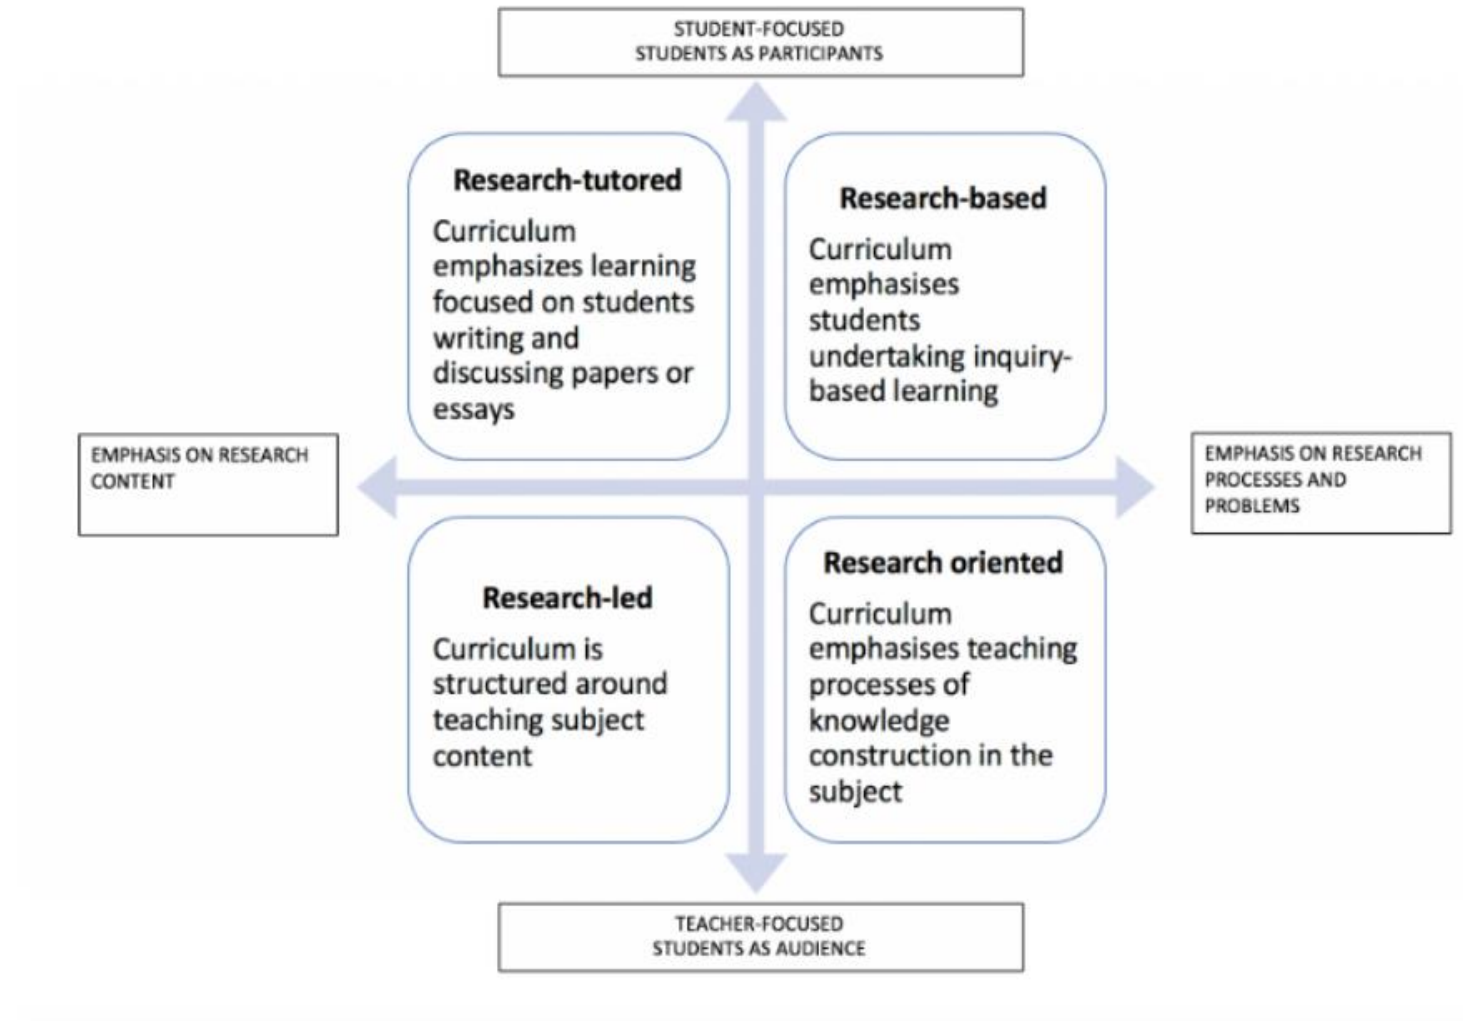 STUDENT-FOCUSED
STUDENTS AS PARTICIPANTS
Research-tutored
Curriculum
emphasizes learning
focused on students
writing and
discussing papers or
essays
Research-based
Curriculum
emphasises
students
undertaking inquiry-
based learning
EMPHASIS ON RESEARCH
CONTENT
EMPHASIS ON RESEARCH
PROCESSES AND
PROBLEMS
Research-led
Curriculum is
structured around
teaching subject
content
Research oriented
Curriculum
emphasises teaching
processes of
knowledge
construction in the
subject
TEACHER-FOCUSED
STUDENTS AS AUDIENCE